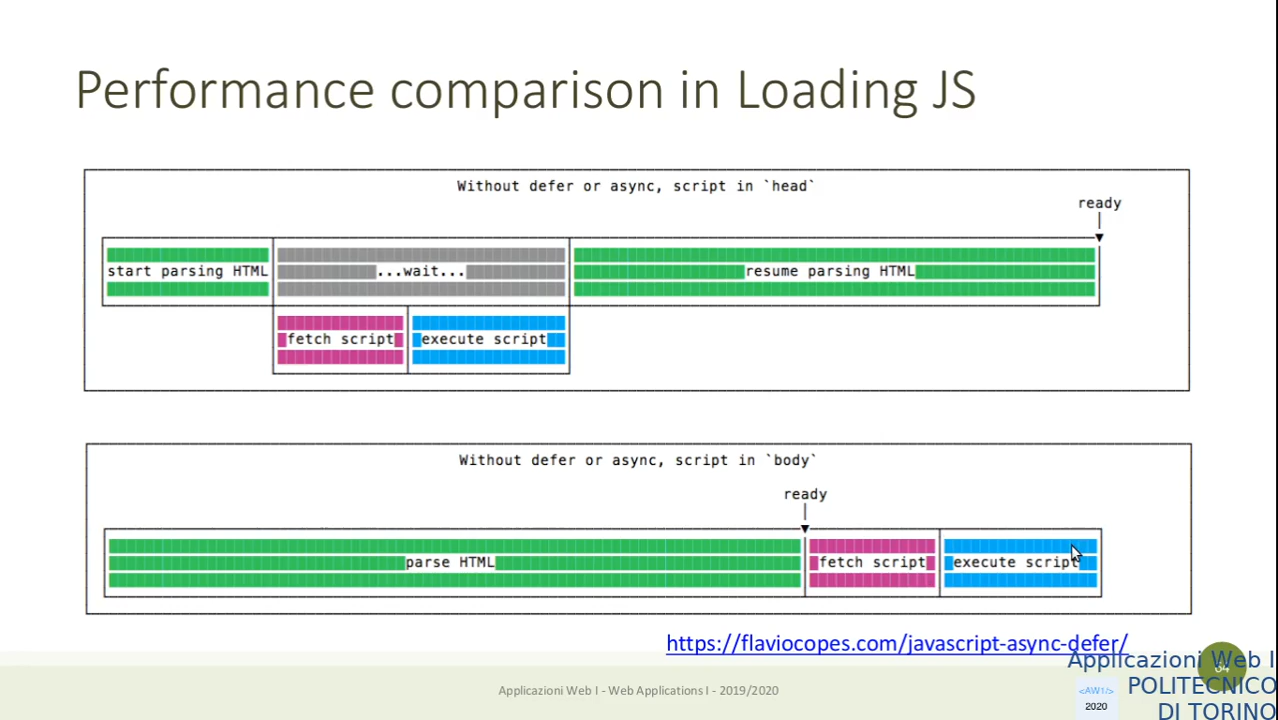 Performance comparison in Loading JS
Without defer or async, script in `head`
ready
start parsing HTML
...wait...
resume parsing HTML
fetch script
execute script
Without defer or async, script in `body`
ready
parse HTML
fetch script
execute script
https://flaviocopes.com/javascript-async-defer/
Applicazioni Web I - Web Applications I - 2019/2020
64
Applicazioni Web I
<AW1/>
POLITECNICO
2020
DI TORINO